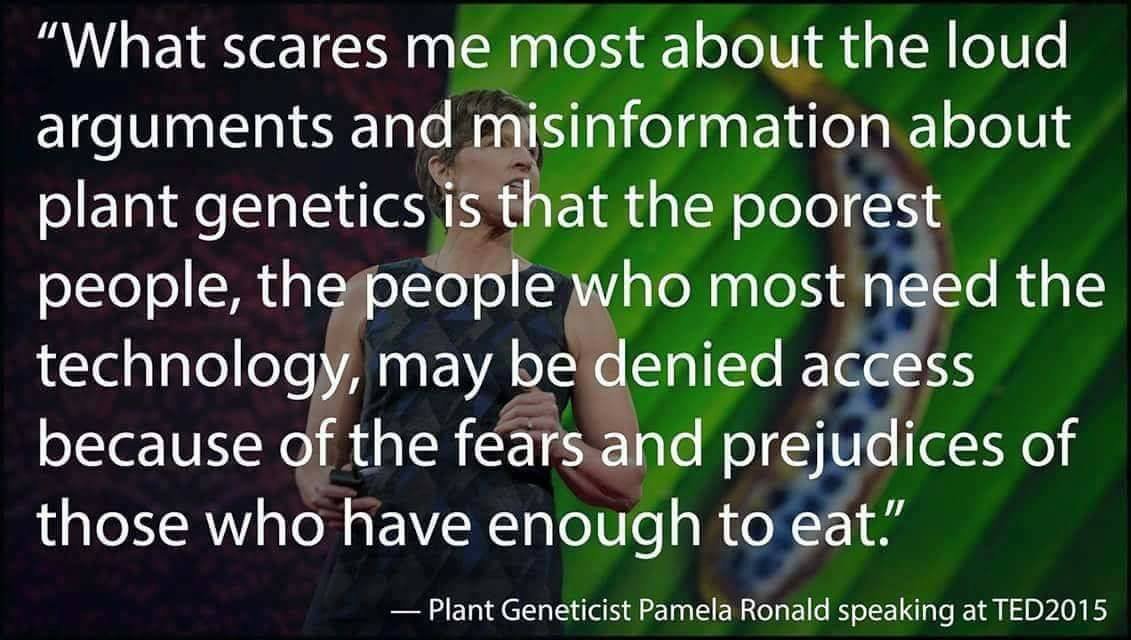 “What scares me most about the loud
arguments and misinformation about
plant genetics is that the poorest
people, the people who most need the
technology, may be denied access
because of the fears and prejudices of
those who have enough to eat.”
— Plant Geneticist Pamela Ronald speaking at TED2015